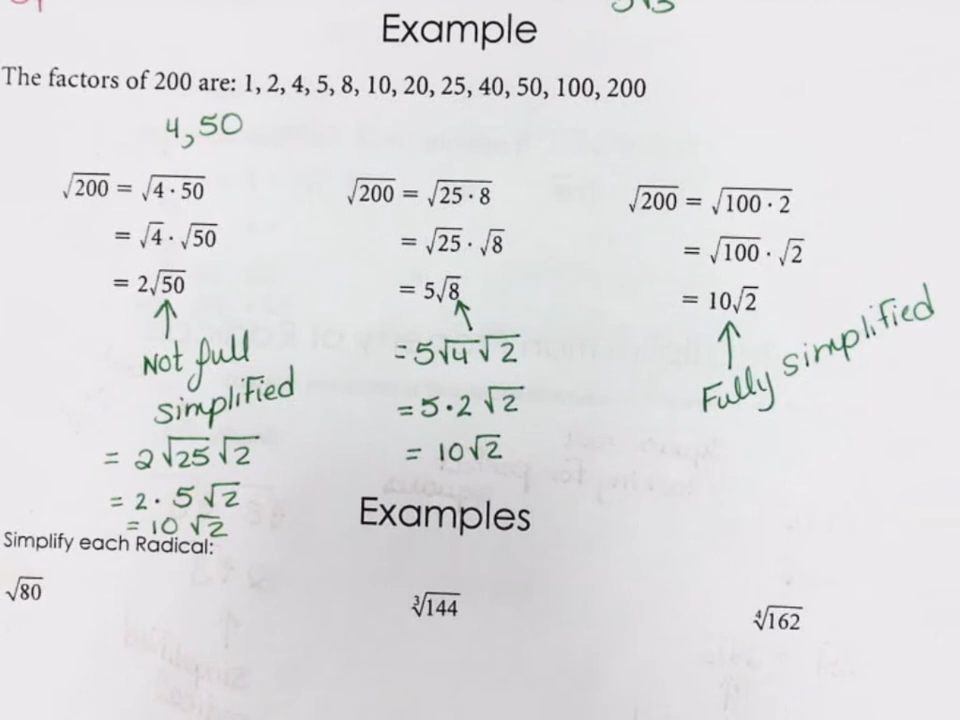 Example
The factors of 200 are: 1, 2, 4, 5, 8, 10, 20, 25, 40, 50, 100, 200
4, 50
√200 = √4 · 50
= √4 · √50
= 2√50
Not full
simplified
= 2√25 √2
= 2 · 5 √2
= 10 √2
√200 = √25 · 8
= √25 · √8
= 5√8
= 5√4 √2
= 5 · 2 √2
= 10√2
√200 = √100 · 2
= √100 · √2
= 10√2
Fully simplified
Examples
Simplify each Radical:
√80
∛144
∜162